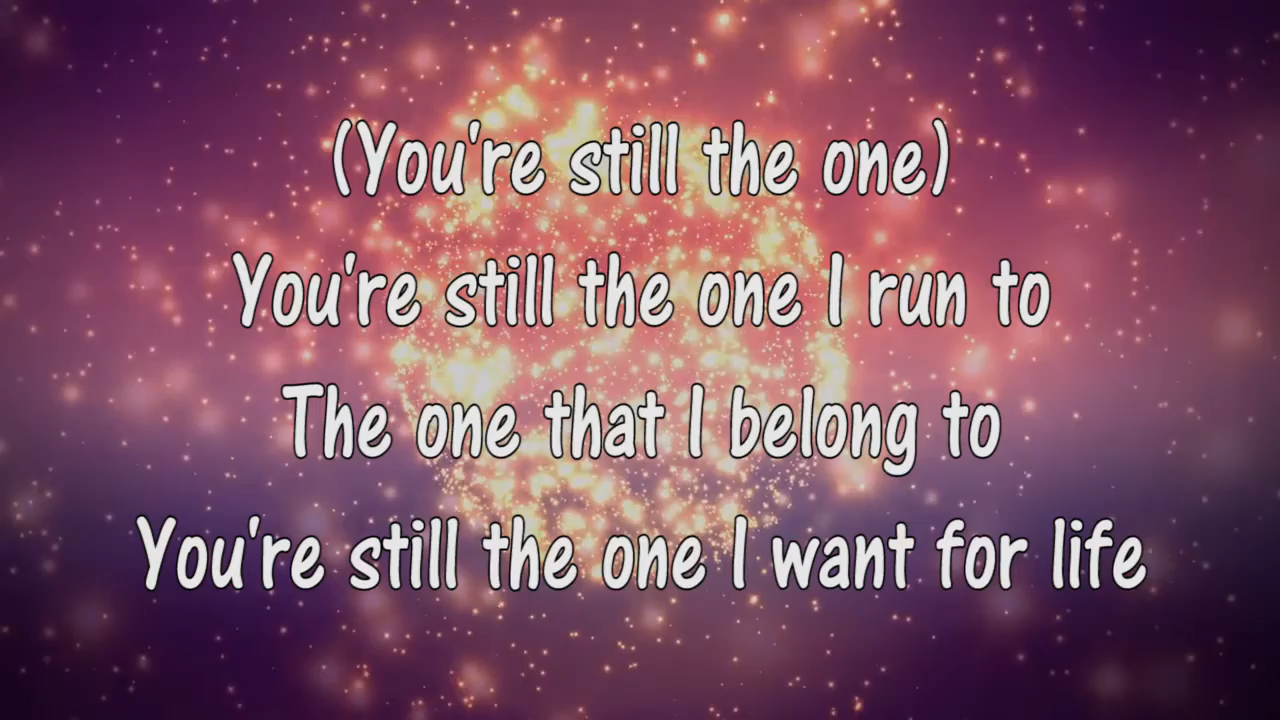 (You're still the one)
You're still the one I run to
The one that I belong to
You're still the one I want for life